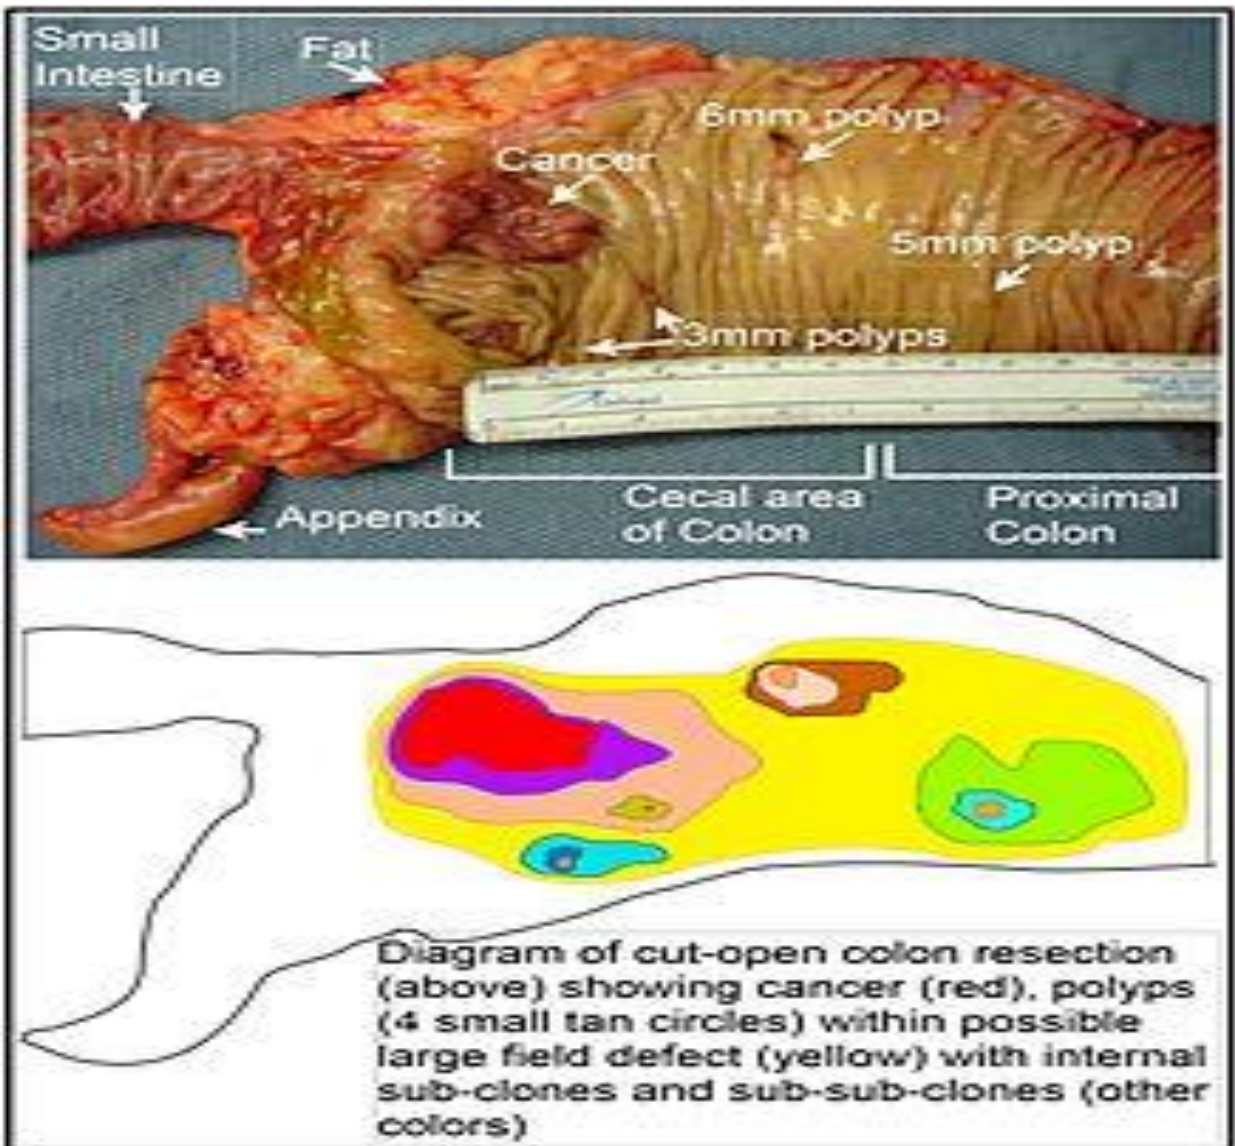 Small
Intestine
Fat
6mm polyp
Cancer
5mm polyp
3mm polyps
Appendix
Cecal area
of Colon
Proximal
Colon
Diagram of cut-open colon resection
(above) showing cancer (red), polyps
(4 small tan circles) within possible
large field defect (yellow) with internal
sub-clones and sub-sub-clones (other
colors)